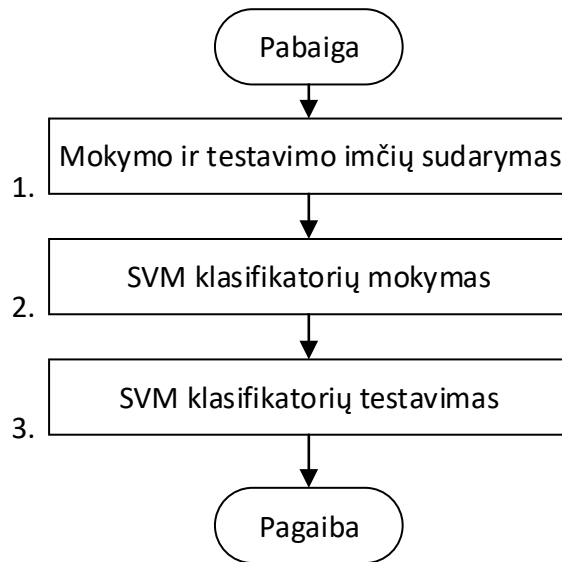 Pabaiga
Mokymo ir testavimo imčių sudarymas
1.
SVM klasifikatorių mokymas
2.
SVM klasifikatorių testavimas
3.
Pagaiba